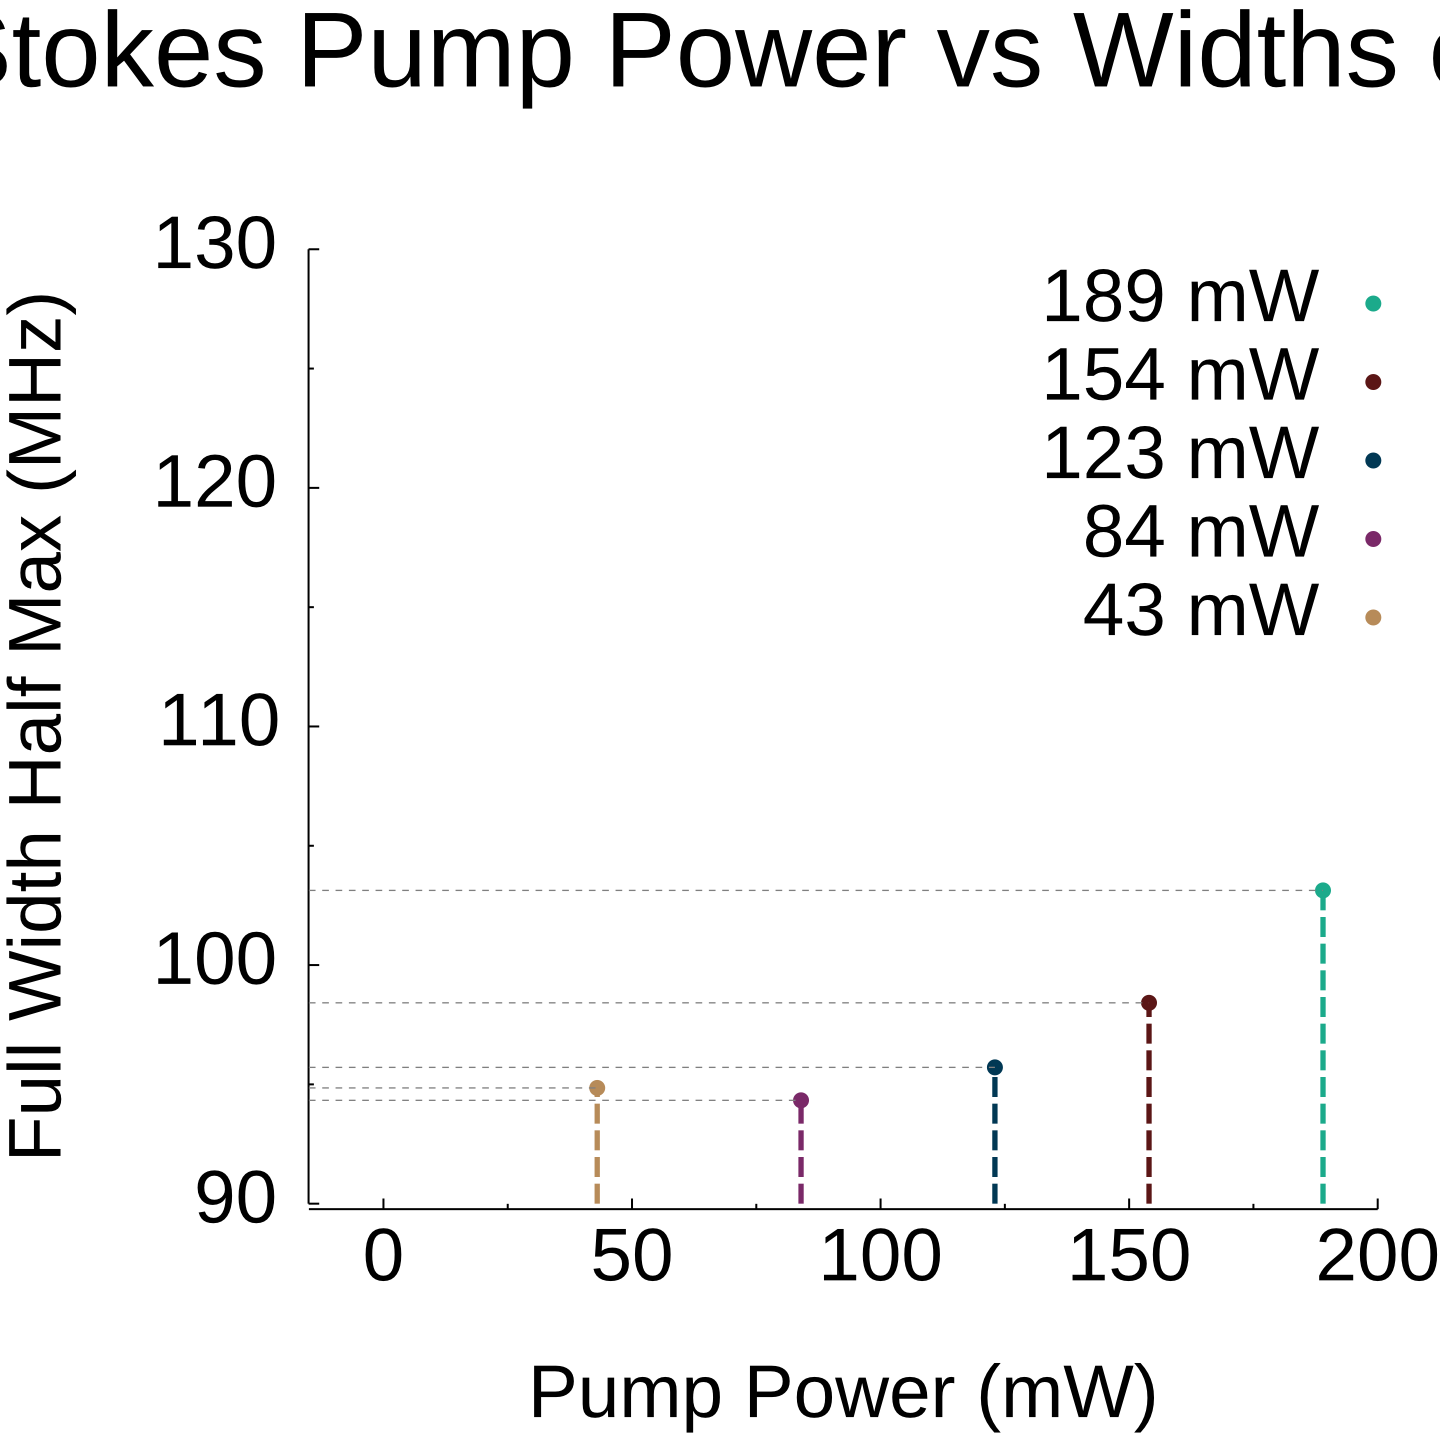 Stokes Pump Power vs Widths
Full Width Half Max (MHz)
130
120
110
100
90
189 mW
154 mW
123 mW
84 mW
43 mW
0 50 100 150 200
Pump Power (mW)